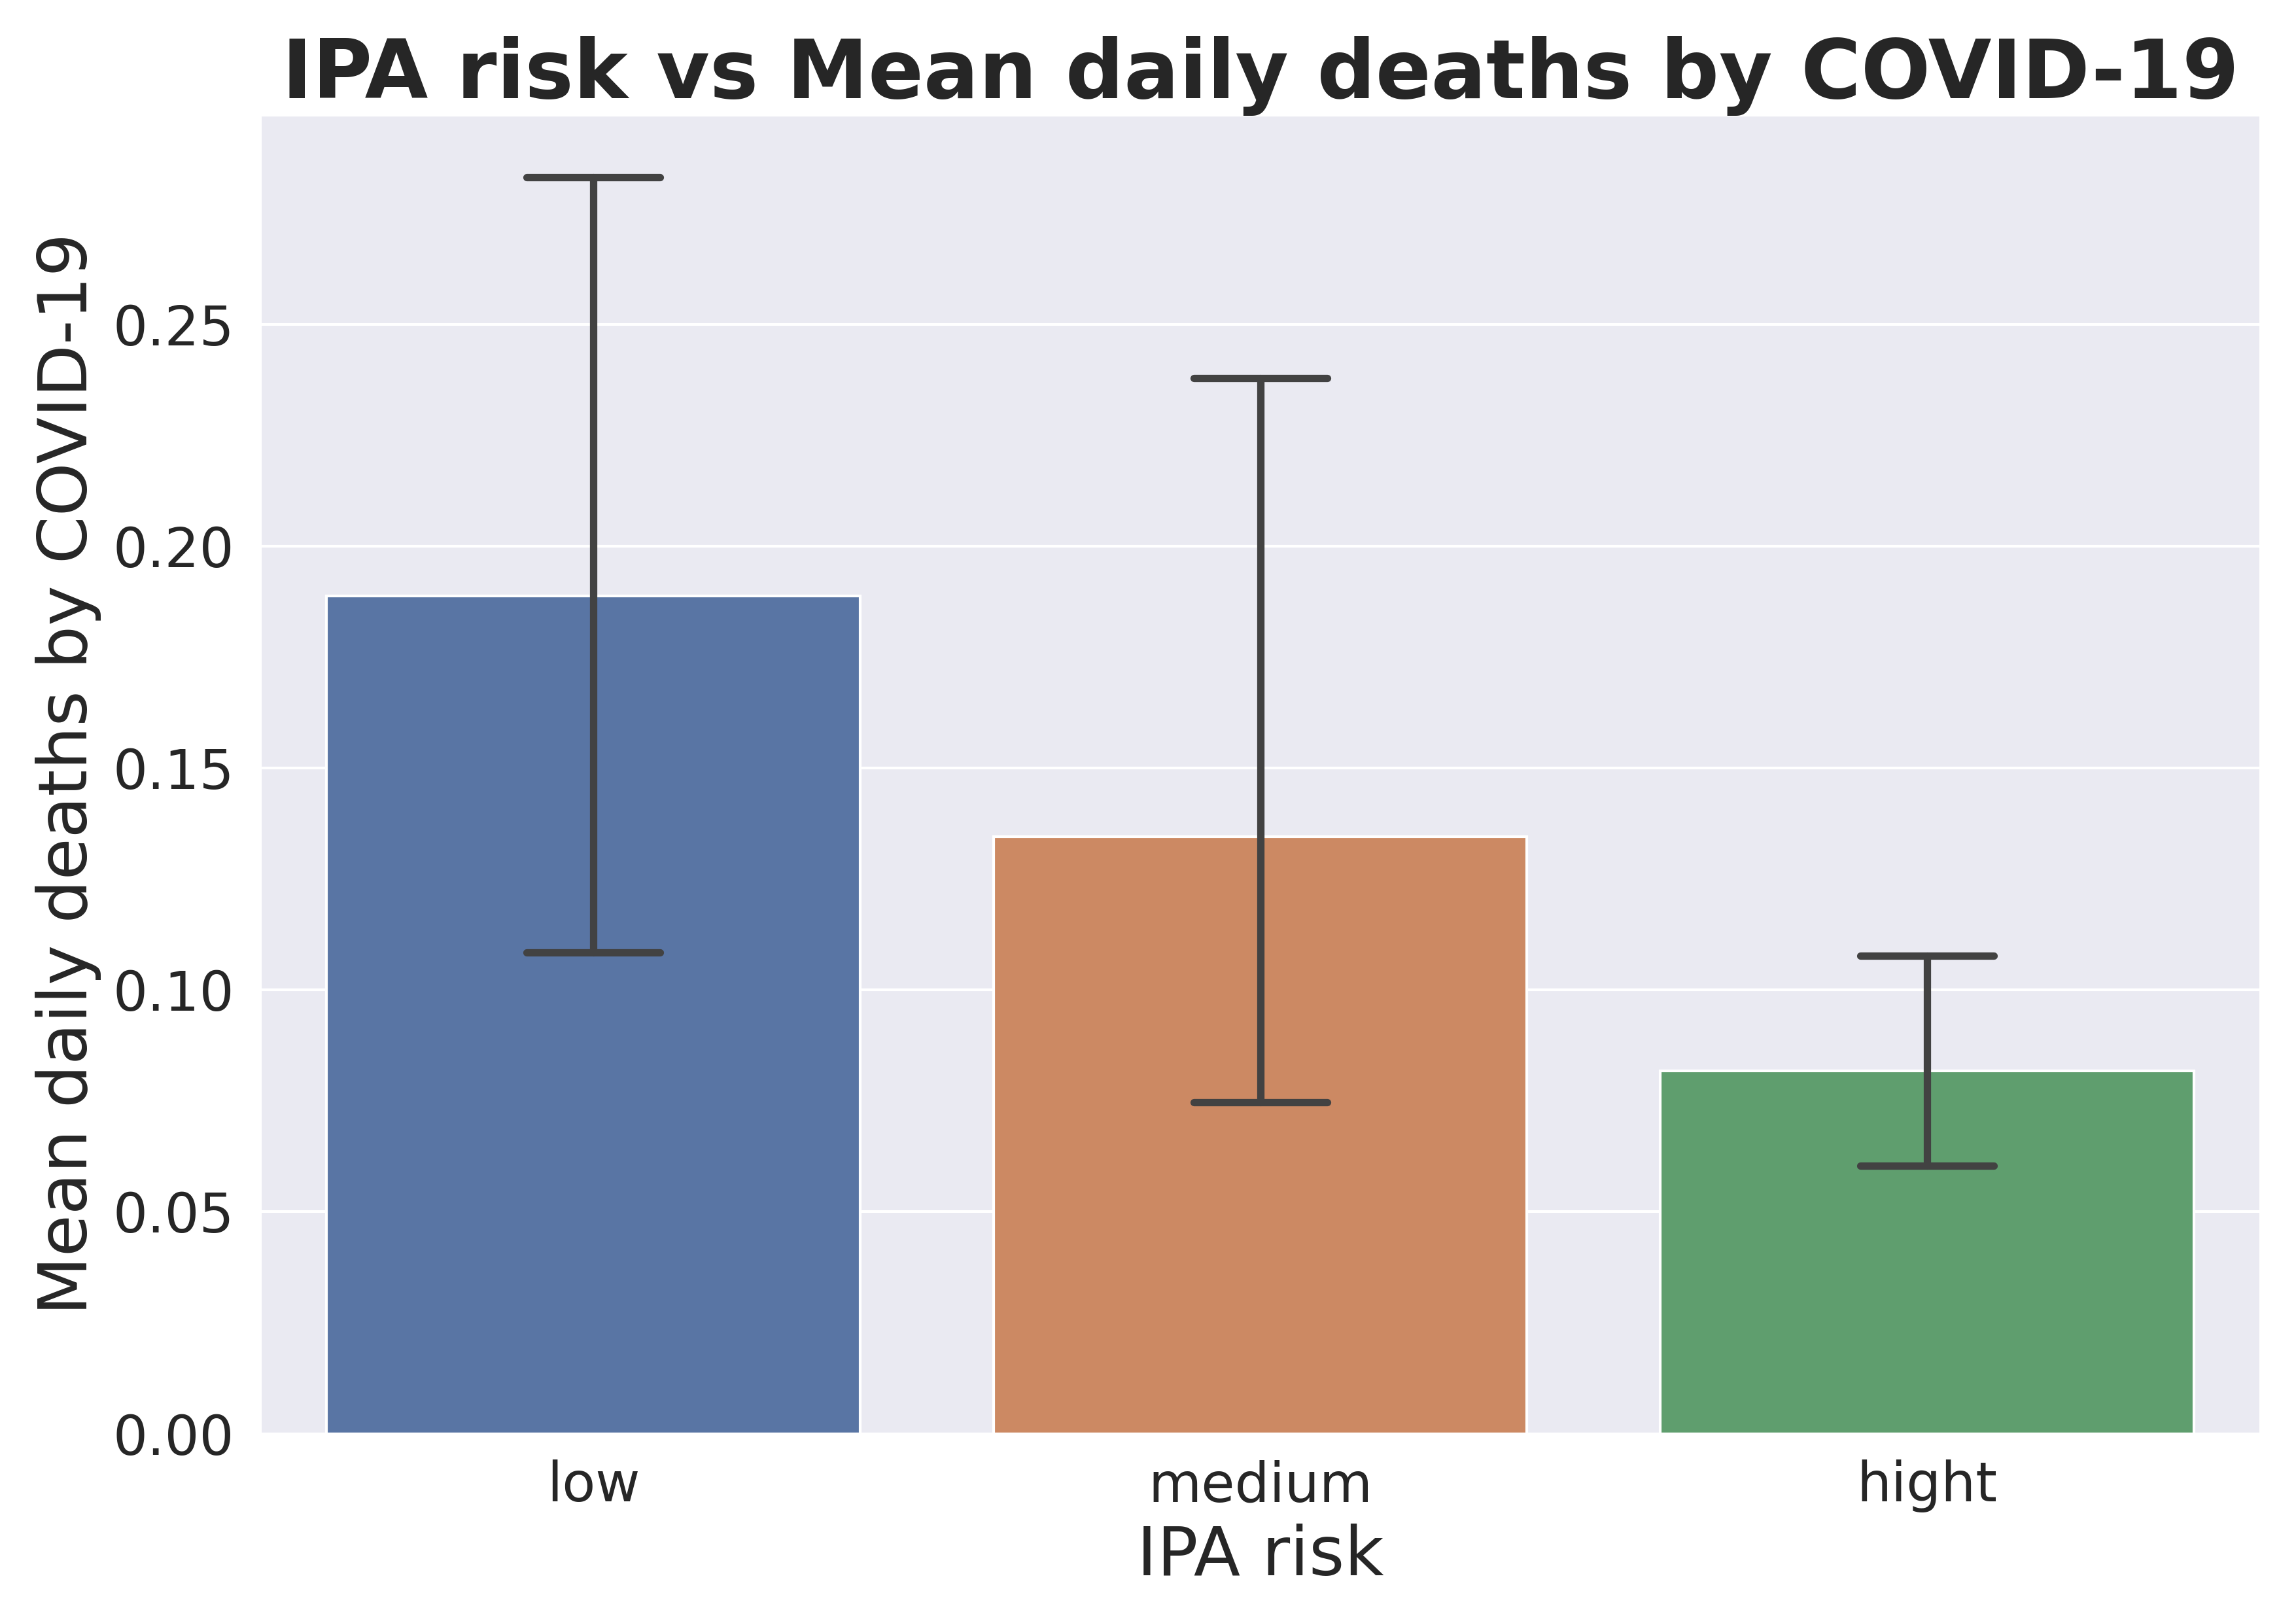 IPA risk vs Mean daily deaths by COVID-19
Mean daily deaths by COVID-19
0.25
0.20
0.15
0.10
0.05
0.00
low medium hight
IPA risk